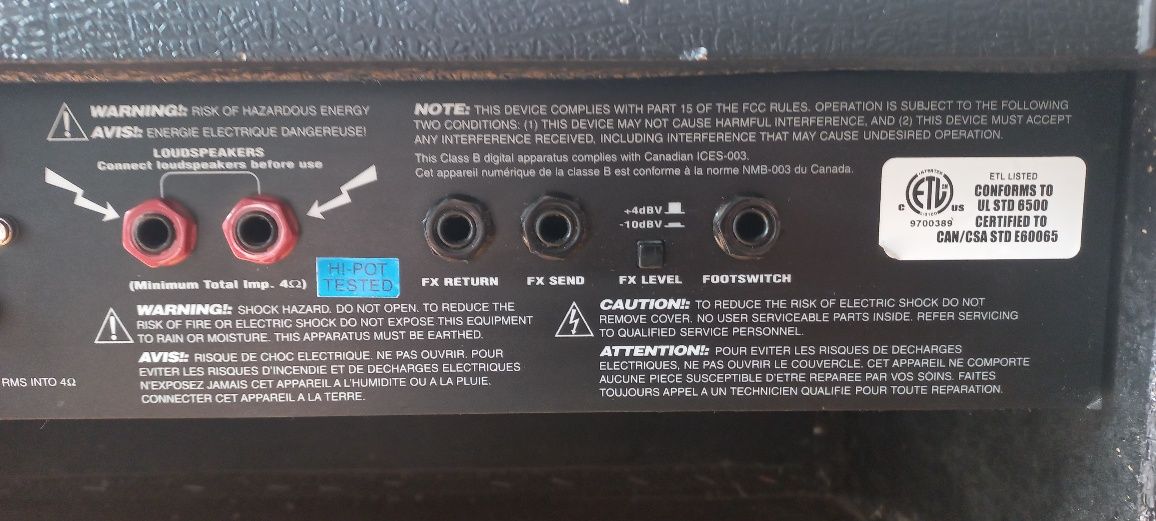 WARNING!: RISK OF HAZARDOUS ENERGY
AVIS!: ENERGIE ELECTRIQUE DANGEREUSE!
LOUDSPEAKERS
Connect loudspeakers before use
(Minimum Total Imp. 4Ω)
HI-POT
TESTED
NOTE: THIS DEVICE COMPLIES WITH PART 15 OF THE FCC RULES. OPERATION IS SUBJECT TO THE FOLLOWING
TWO CONDITIONS: (1) THIS DEVICE MAY NOT CAUSE HARMFUL INTERFERENCE, AND (2) THIS DEVICE MUST ACCEPT
ANY INTERFERENCE RECEIVED, INCLUDING INTERFERENCE THAT MAY CAUSE UNDESIRED OPERATION.
This Class B digital apparatus complies with Canadian ICES-003.
Cet appareil numérique de la classe B est conforme à la norme NMB-003 du Canada.
+4dBV
-10dBV
FX RETURN
FX SEND
FX LEVEL
FOOTSWITCH
INTERTEK
ETL
CM
LISTED
C US
9700389
ETL LISTED
CONFORMS TO
UL STD 6500
CERTIFIED TO
CAN/CSA STD E60065
RMS INTO 4Ω
WARNING!: SHOCK HAZARD. DO NOT OPEN. TO REDUCE THE
RISK OF FIRE OR ELECTRIC SHOCK DO NOT EXPOSE THIS EQUIPMENT
TO RAIN OR MOISTURE. THIS APPARATUS MUST BE EARTHED.
AVIS!: RISQUE DE CHOC ELECTRIQUE. NE PAS OUVRIR. POUR
EVITER LES RISQUES D'INCENDIE ET DE DECHARGES ELECTRIQUES
N'EXPOSEZ JAMAIS CET APPAREIL A L'HUMIDITE OU A LA PLUIE.
CONNECTER CET APPAREIL A LA TERRE.
CAUTION!: TO REDUCE THE RISK OF ELECTRIC SHOCK DO NOT
REMOVE COVER. NO USER SERVICEABLE PARTS INSIDE. REFER SERVICING
TO QUALIFIED SERVICE PERSONNEL.
ATTENTION!: POUR EVITER LES RISQUES DE DECHARGES
ELECTRIQUES, NE PAS OUVRIR LE COUVERCLE. CET APPAREIL NE COMPORTE
AUCUNE PIECE SUSCEPTIBLE D'ETRE REPAREE PAR VOS SOINS. FAITES
TOUJOURS APPEL A UN TECHNICIEN QUALIFIE POUR TOUTE REPARATION.